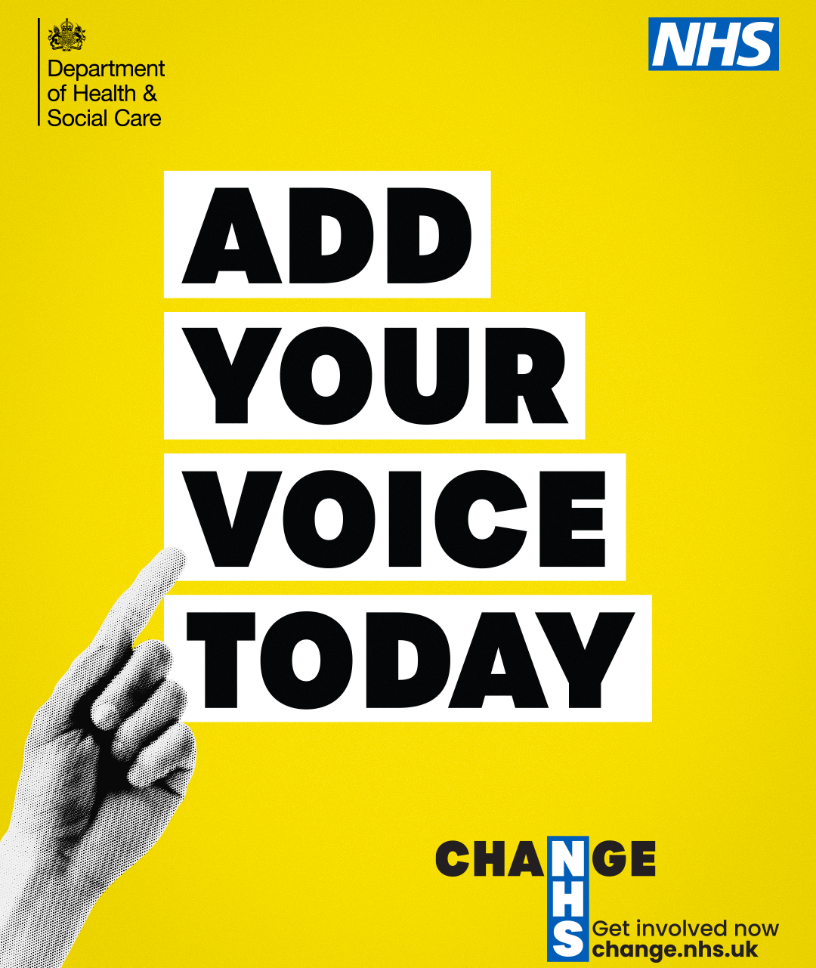 Department
of Health &
Social Care
NHS
ADD
YOUR
VOICE
TODAY
CHANGE
NHS
Get involved now
change.nhs.uk